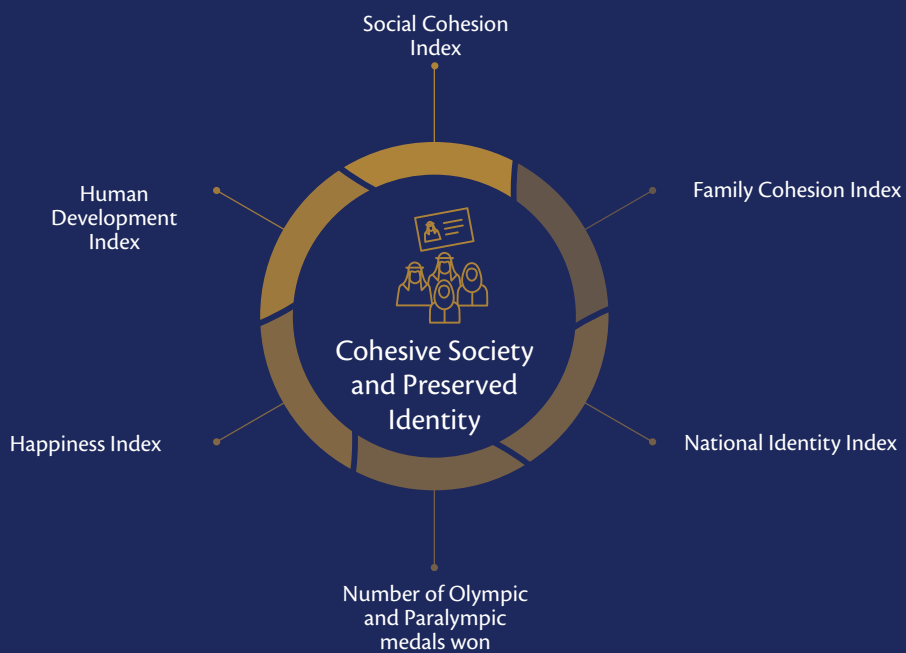 Social Cohesion
Index
Family Cohesion Index
Human
Development
Index
Cohesive Society
and Preserved
Identity
Happiness Index
National Identity Index
Number of Olympic
and Paralympic
medals won